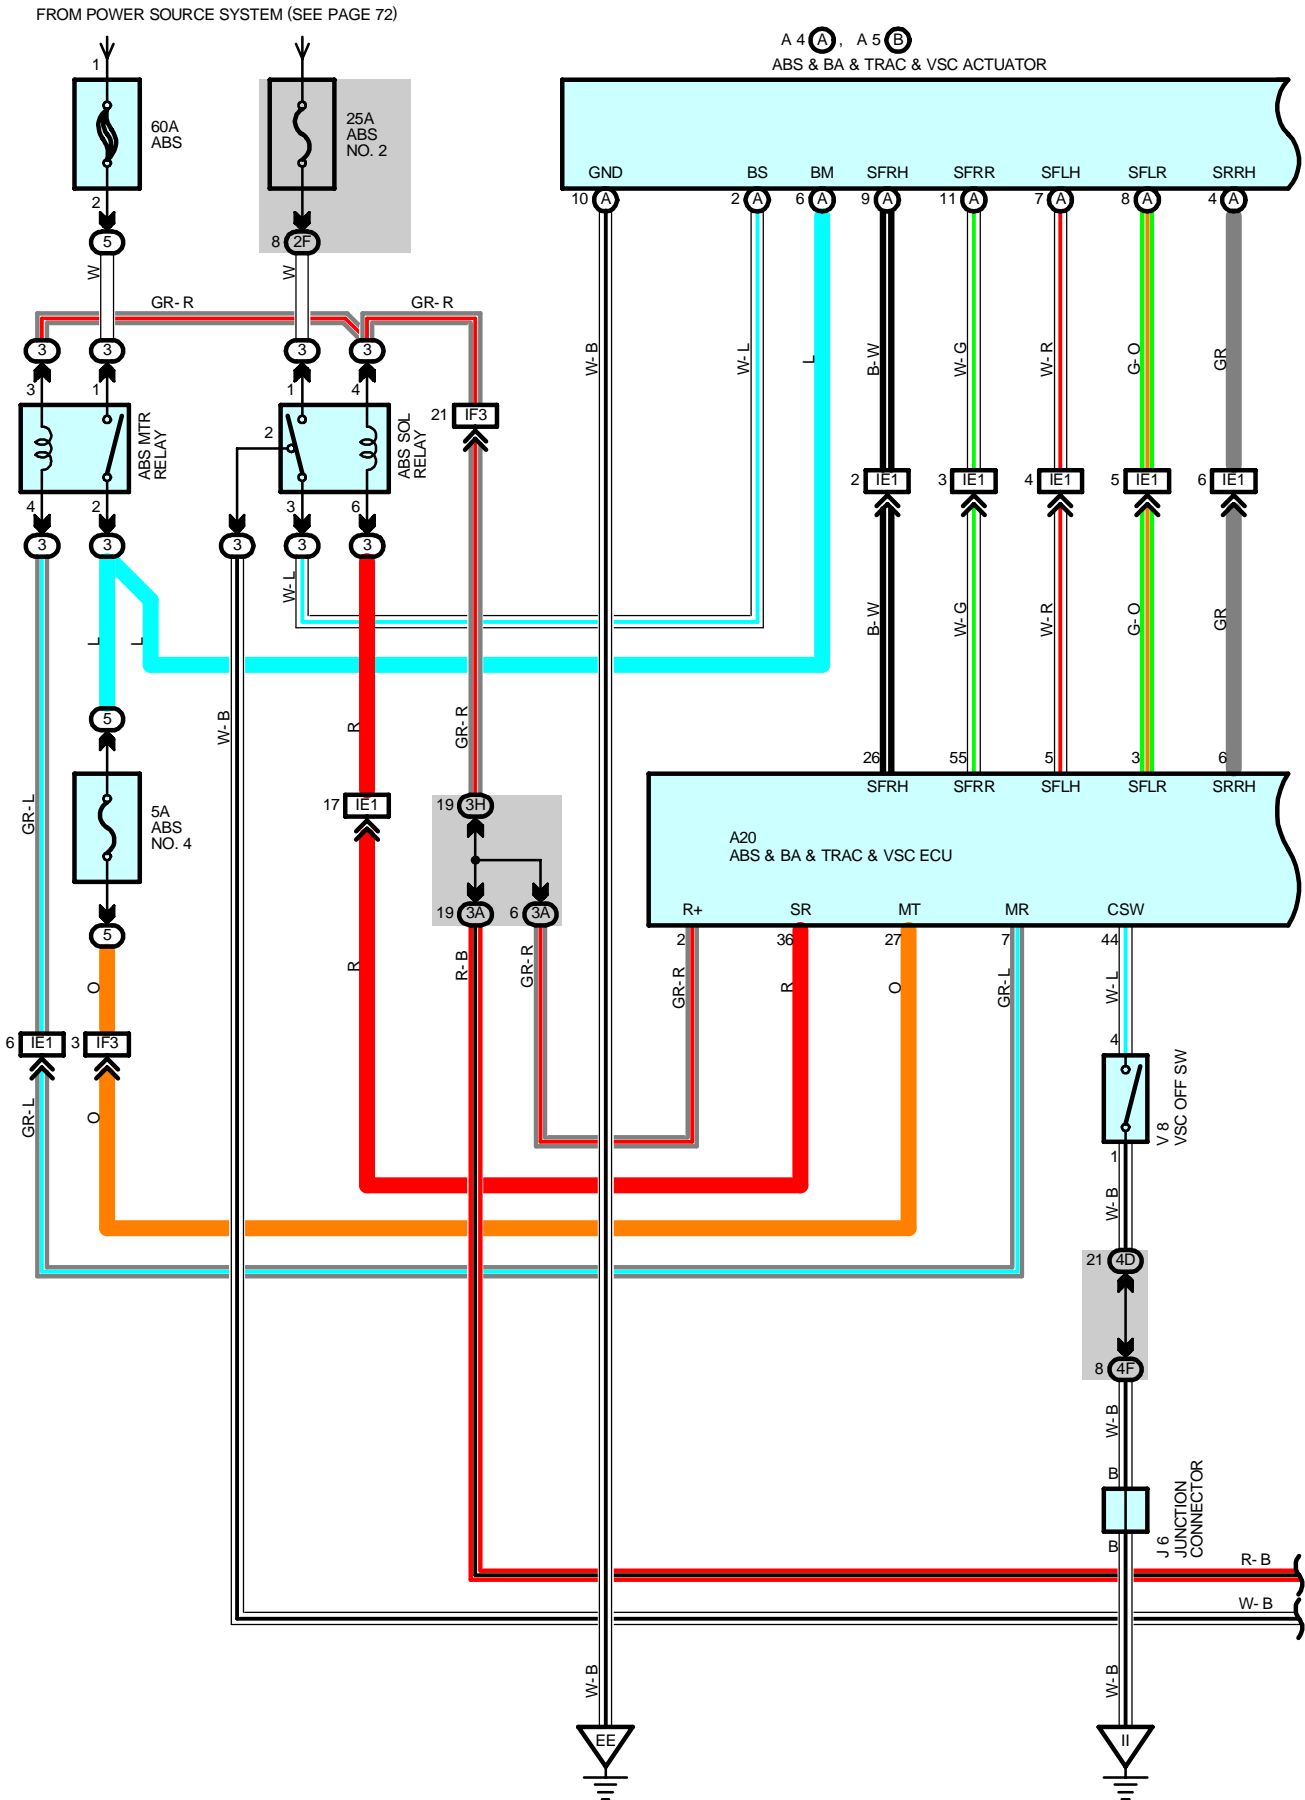 FROM POWER SOURCE SYSTEM (SEE PAGE 72)
A 4 A , A 5 B
ABS & BA & TRAC & VSC ACTUATOR
1
60A
ABS
25A
ABS
NO. 2
GND BS BM SFRH SFRR SFLH SFLR SRRH
2
10 A 2 A 6 A 9 A 11 A 7 A 8 A 4 A
5
8 2F
W W
GR- R GR- R
3 3 3 3
W- B W- L L B- W W- G W- R G- O GR
3 1 1 4
21 IF3
2
ABS MTR
RELAY
ABS SOL
RELAY
2 IE1 3 IE1 4 IE1 5 IE1 6 IE1
4 2 3 6
3 3 3 3 3
W- L
B- W W- G W- R G- O GR
L L
5
W- B R GR- R
26 55 5 3 6
SFRH SFRR SFLH SFLR SRRH
GR- L
5A
ABS
NO. 4
17 IE1
19 3H
A20
ABS & BA & TRAC & VSC ECU
19 3A 6 3A
R+ SR MT MR CSW
5
2 36 27 7 44
O R R- B GR- R GR- R R O GR- L W- L
6 IE1 3 IF3
4
GR- L O
V 8
VSC OFF SW
1
W- B
21 4D
8 4F
W- B
B
J 6
JUNCTION
CONNECTOR
B
R- B
W- B
W- B W- B
EE II